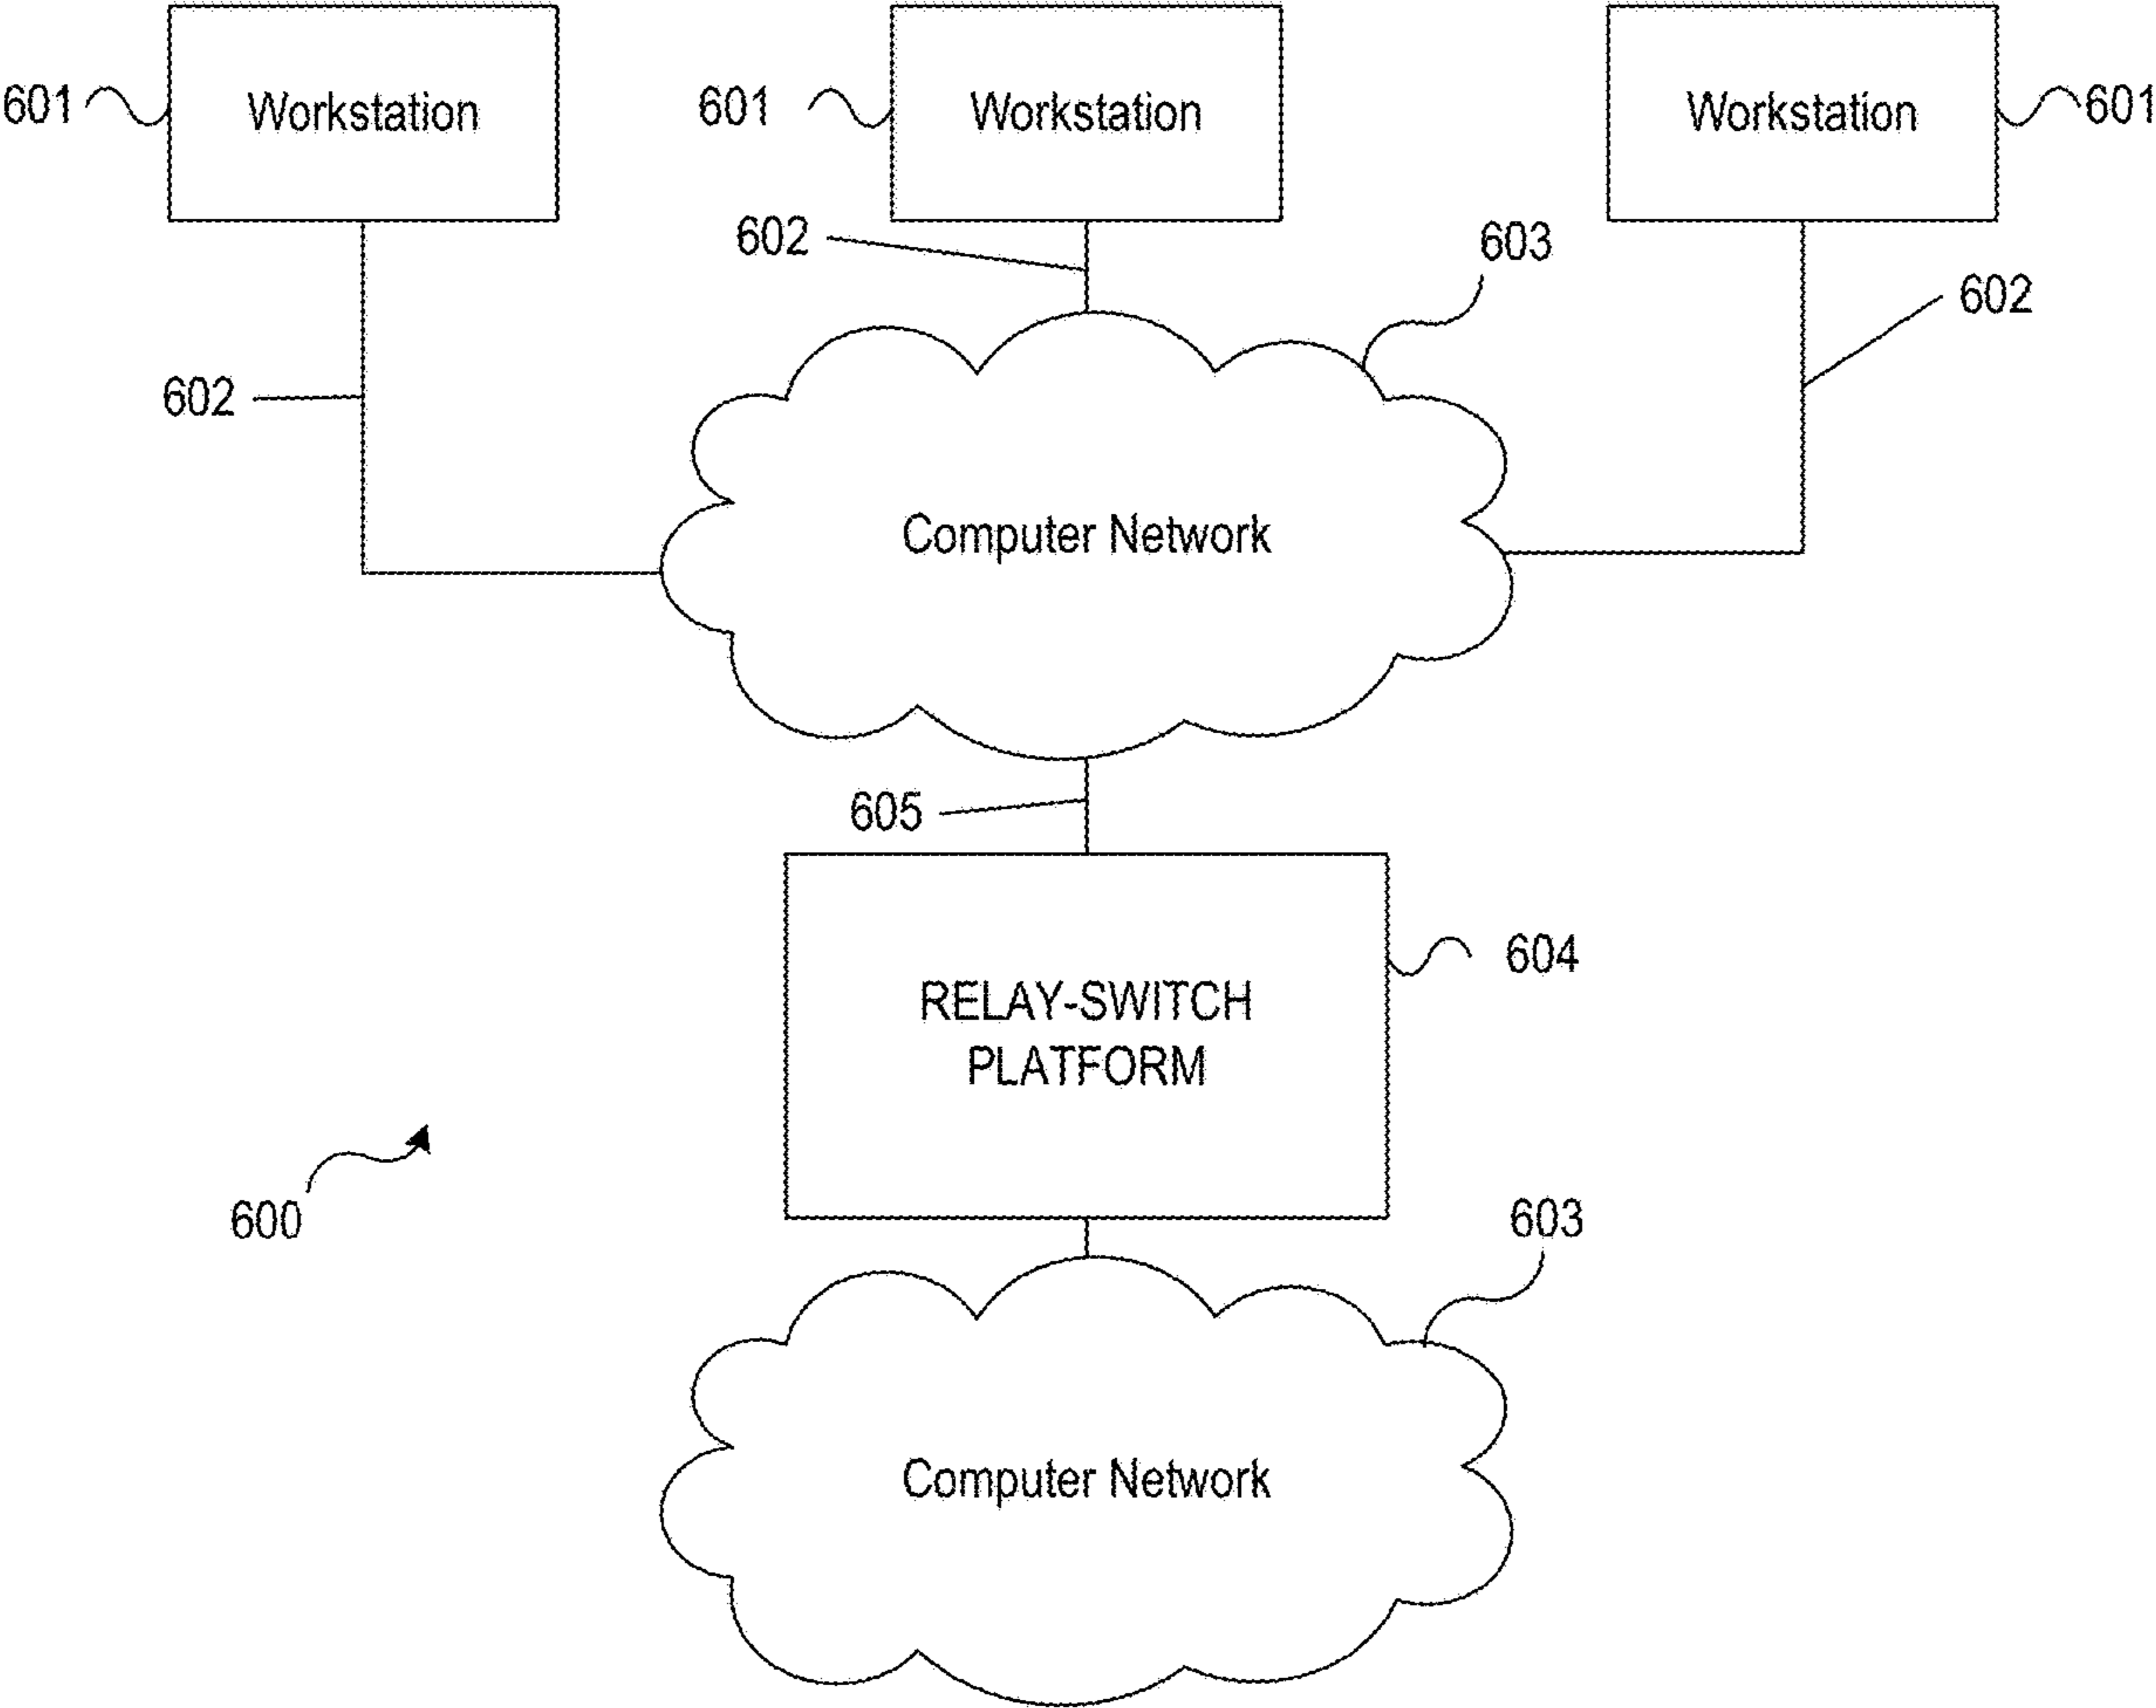 601
Workstation
601
Workstation
Workstation
601
602
603
602
602
Computer Network
605
604
RELAY-SWITCH
PLATFORM
600
603
Computer Network